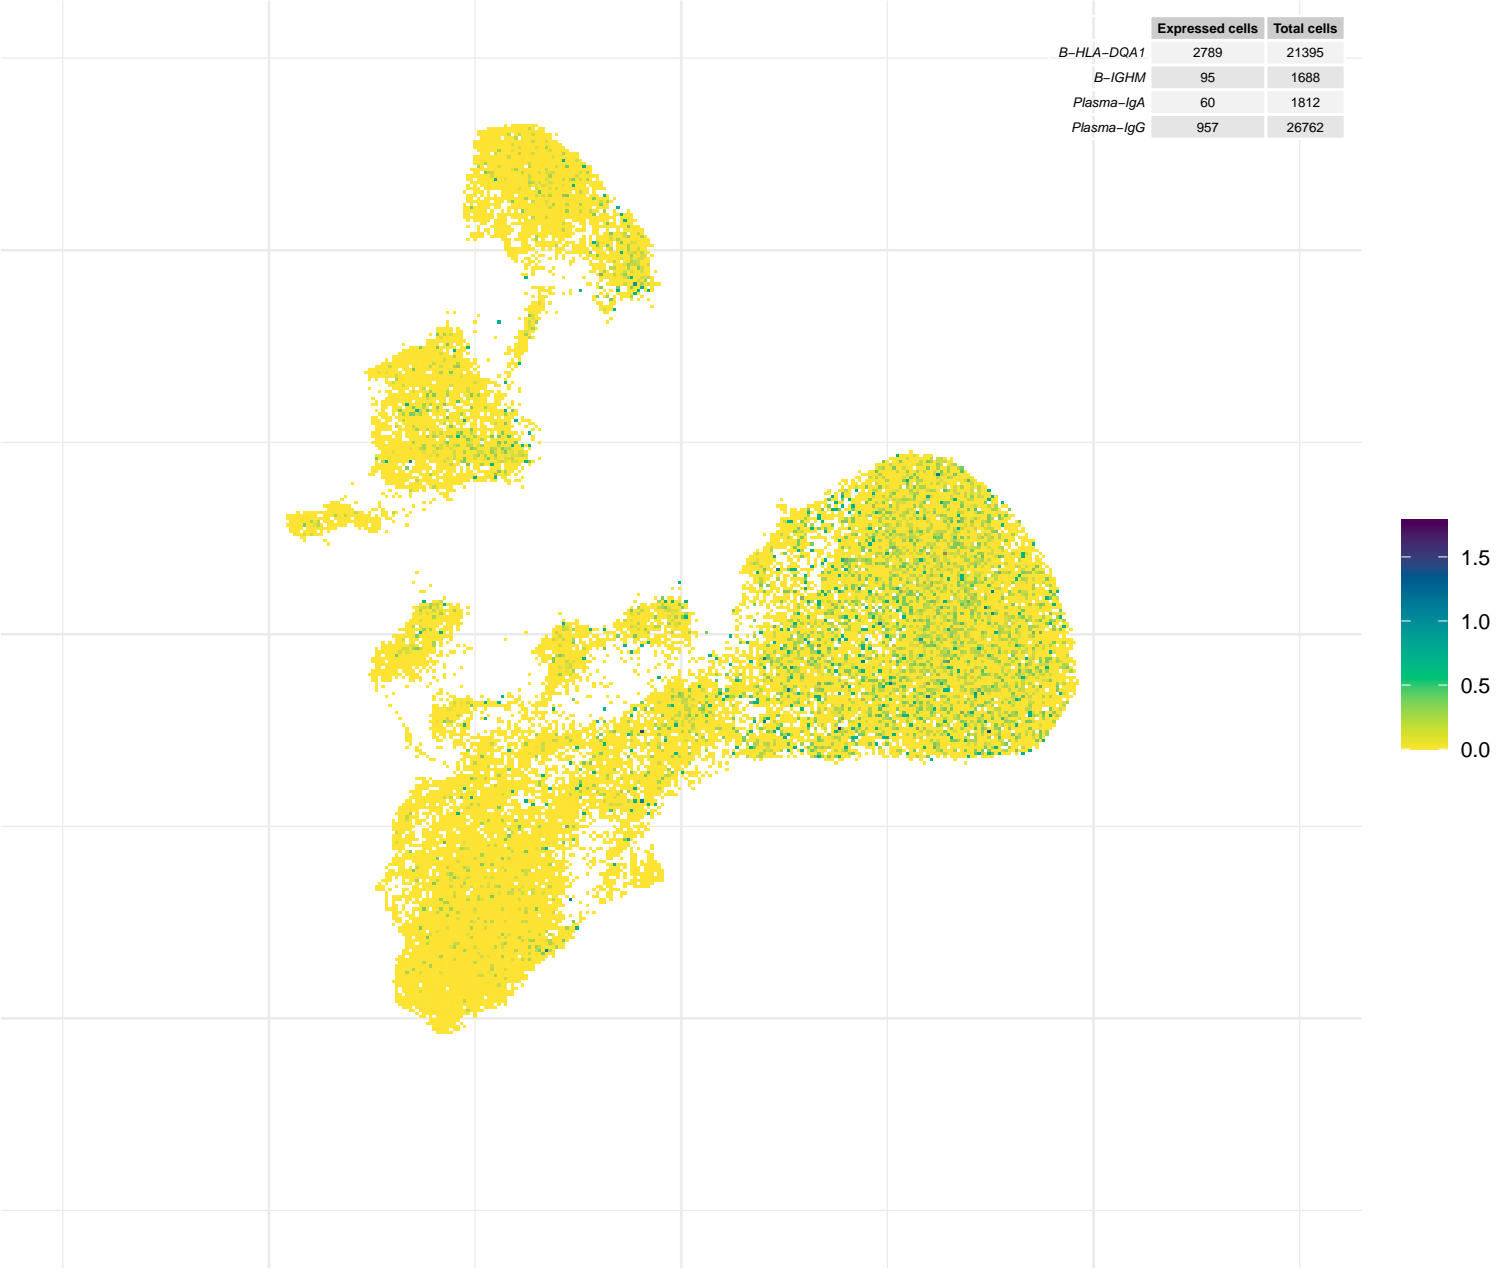 Expressed cells Total cells
B−HLA−DQA1 2789 21395
B−IGHM 95 1688
Plasma−IgA 60 1812
Plasma−IgG 957 26762
1.5
1.0
0.5
0.0